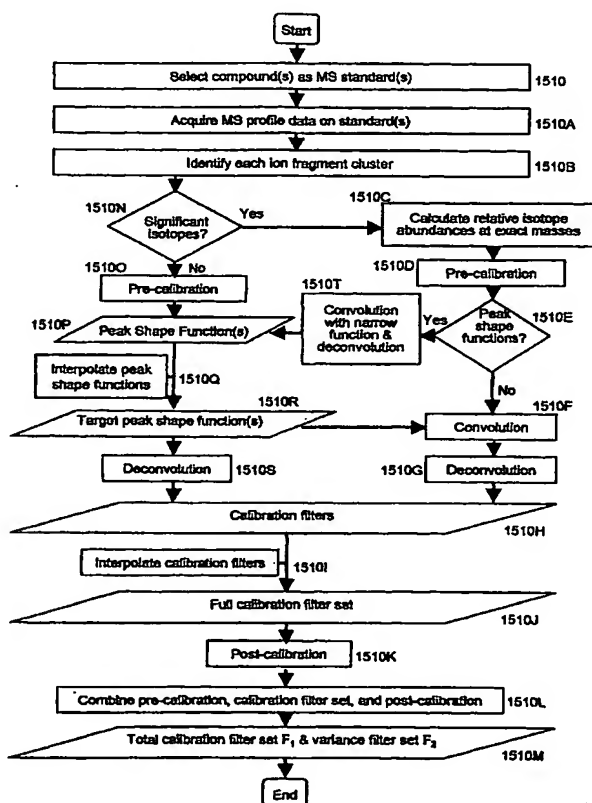 Start
Select compound(s) as MS standard(s)
1510
Acquire MS profile data on standard(s)
1510A
Identify each ion fragment cluster
1510B
1510N
Significant
isotopes?
Yes
1510C
Calculate relative isotope
abundances at exact masses
1510O
No
Pre-calibration
1510D
Pre-calibration
1510T
Convolution
with narrow
function &
deconvolution
Yes
Peak
shape
functions?
1510E
1510P
Peak Shape Function(s)
Interpolate peak
shape functions
1510Q
No
1510R
Target peak shape function(s)
1510F
Convolution
Deconvolution
1510S
1510G
Deconvolution
Calibration filters
1510H
Interpolate calibration filters
1510I
Full calibration filter set
1510J
Post-calibration
1510K
Combine pre-calibration, calibration filter set, and post-calibration
1510L
Total calibration filter set F₁ & variance filter set F₂
1510M
End